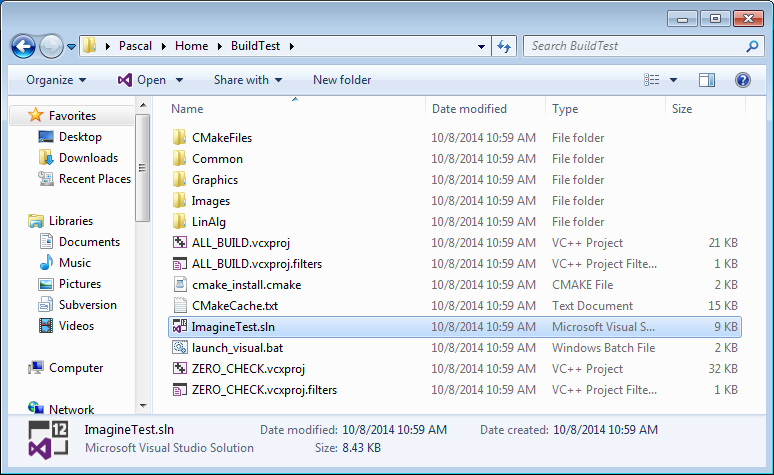 Pascal Home BuildTest Search BuildTest
Organize Open Share with New folder
Favorites
Desktop
Downloads
Recent Places
Libraries
Documents
Music
Pictures
Subversion
Videos
Computer
Network
Name Date modified Type Size
CMakeFiles 10/8/2014 10:59 AM File folder
Common 10/8/2014 10:59 AM File folder
Graphics 10/8/2014 10:59 AM File folder
Images 10/8/2014 10:59 AM File folder
LinAlg 10/8/2014 10:59 AM File folder
ALL_BUILD.vcxproj 10/8/2014 10:59 AM VC++ Project 21 KB
ALL_BUILD.vcxproj.filters 10/8/2014 10:59 AM VC++ Project Filte... 1 KB
cmake_install.cmake 10/8/2014 10:59 AM CMAKE File 2 KB
CMakeCache.txt 10/8/2014 10:59 AM Text Document 15 KB
ImagineTest.sln 10/8/2014 10:59 AM Microsoft Visual S... 9 KB
launch_visual.bat 10/8/2014 10:59 AM Windows Batch File 2 KB
ZERO_CHECK.vcxproj 10/8/2014 10:59 AM VC++ Project 32 KB
ZERO_CHECK.vcxproj.filters 10/8/2014 10:59 AM VC++ Project Filte... 1 KB
12
ImagineTest.sln Date modified: 10/8/2014 10:59 AM Date created: 10/8/2014 10:59 AM
Microsoft Visual Studio Solution Size: 8.43 KB